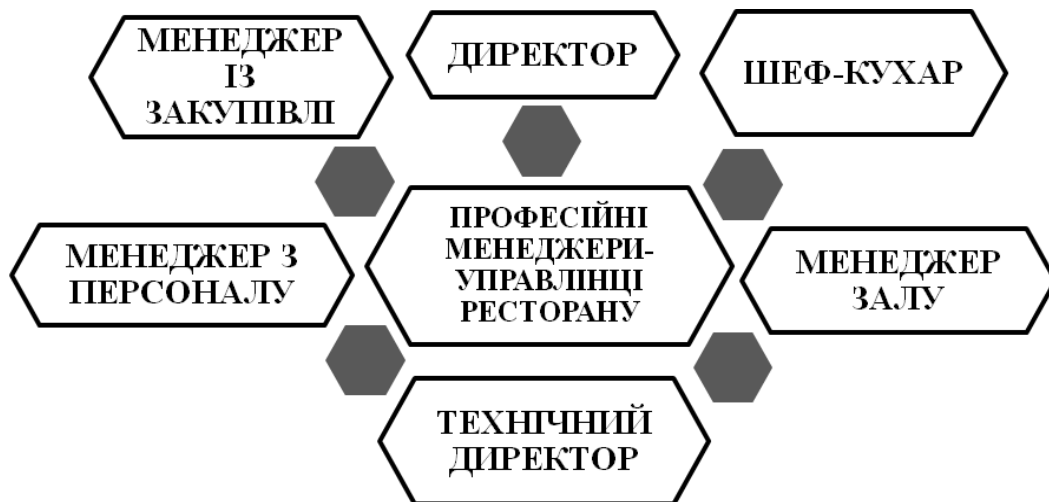 МЕНЕДЖЕР
ІЗ
ЗАКУПІВЛІ
ДИРЕКТОР
ШЕФ-КУХАР
ПРОФЕСІЙНІ
МЕНЕДЖЕРИ-
УПРАВЛІНЦІ
РЕСТОРАНУ
МЕНЕДЖЕР З
ПЕРСОНАЛУ
МЕНЕДЖЕР
ЗАЛУ
ТЕХНІЧНИЙ
ДИРЕКТОР